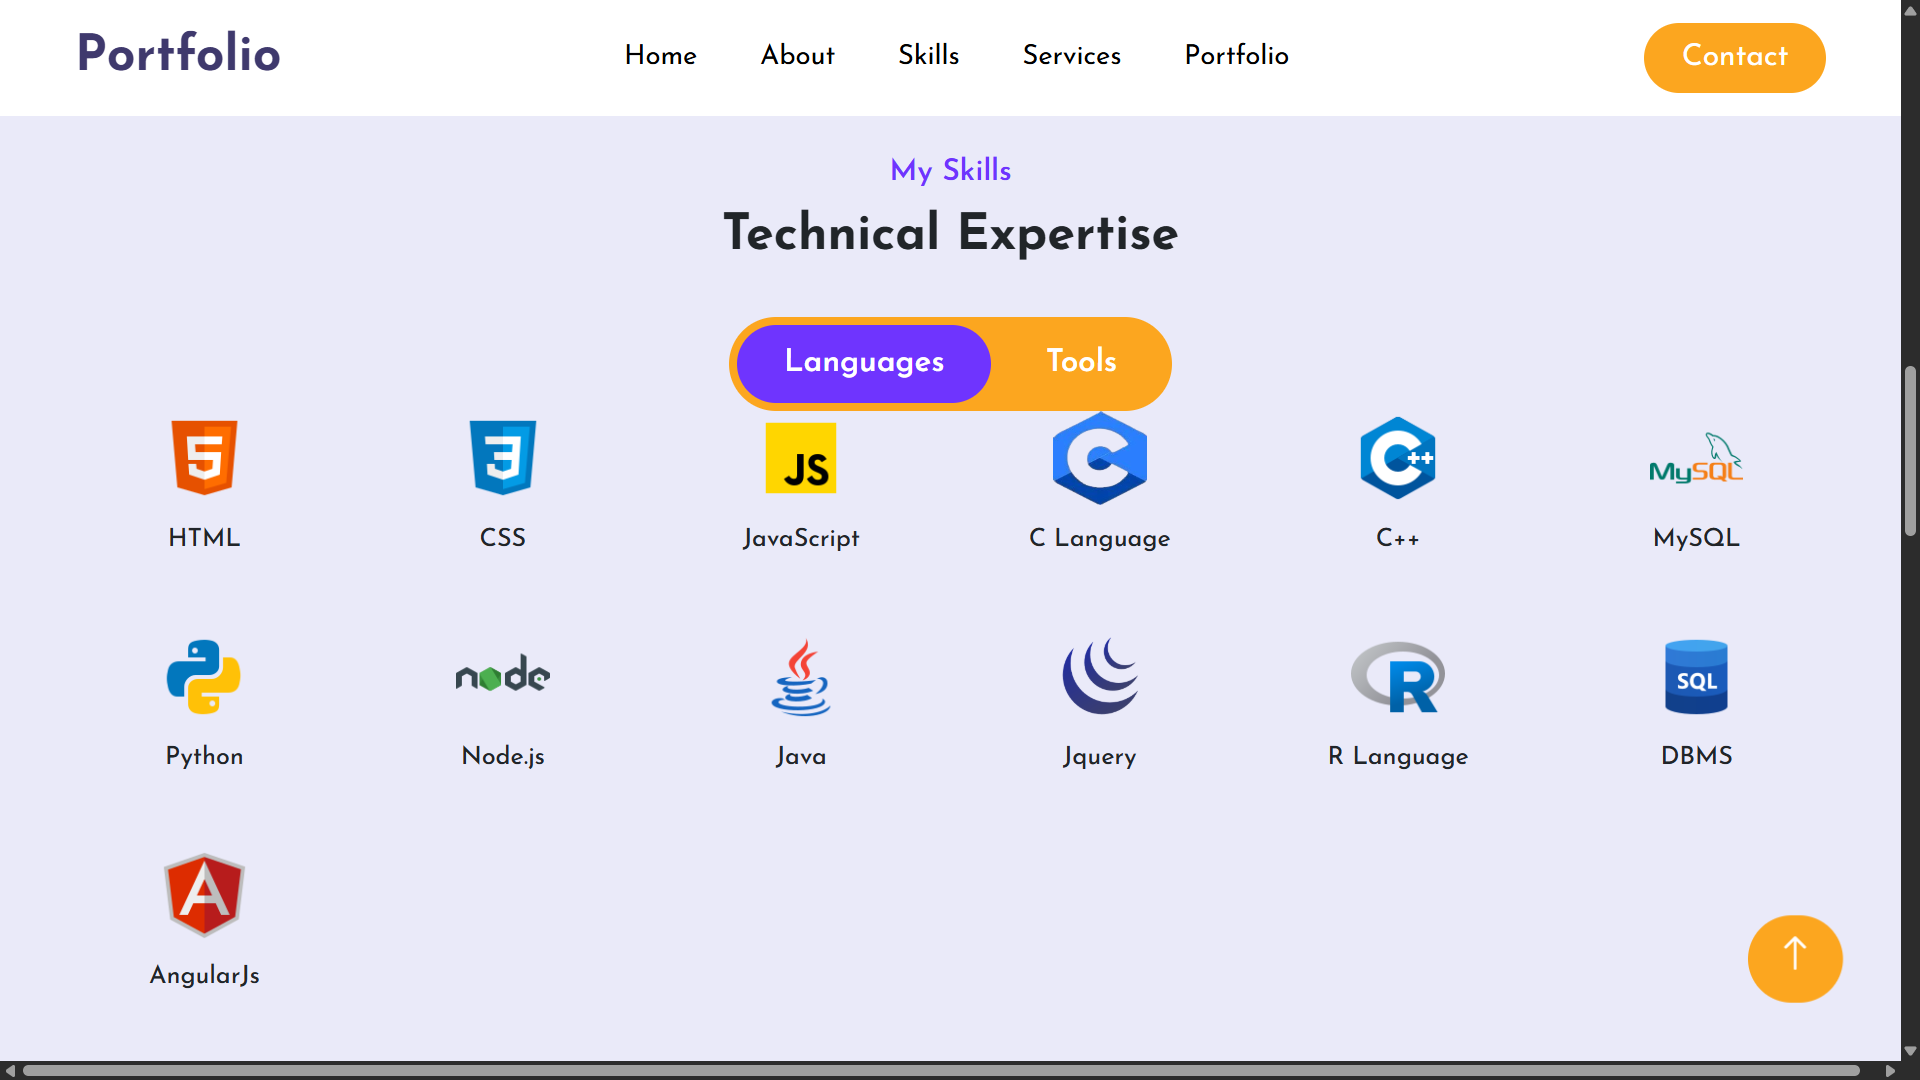 Portfolio
Home About Skills Services Portfolio
Contact
My Skills
Technical Expertise
Languages Tools
5 3 JS C C++ MySQL
HTML CSS JavaScript C Language C++ MySQL
node R SQL
Python Node.js Java Jquery R Language DBMS
A
AngularJs